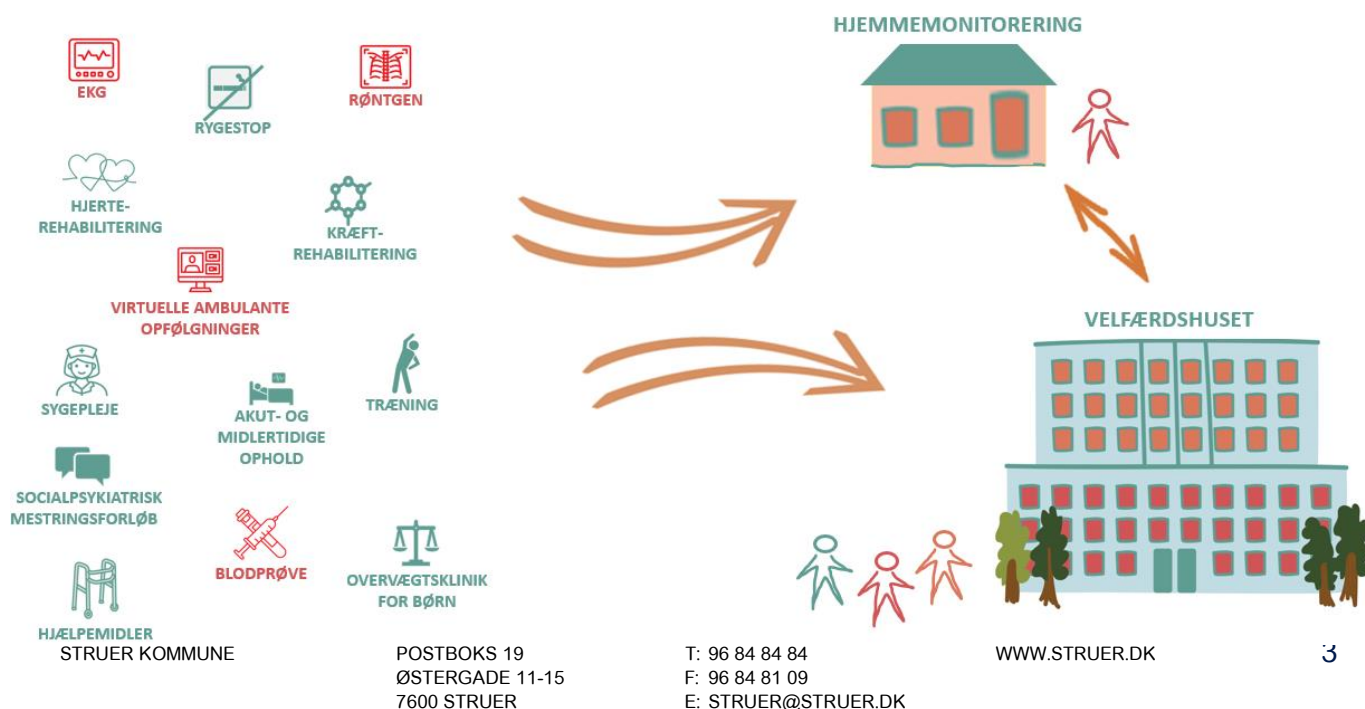 HJEMMEMONITORERING
EKG
RYGESTOP
RØNTGEN
HJERTE-
REHABILITERING
KRÆFT-
REHABILITERING
VIRTUELLE AMBULANTE
OPFØLGNINGER
VELFÆRDSHUSET
SYGEPLEJE
AKUT- OG
MIDLERTIDIGE
OPHOLD
TRÆNING
SOCIALPSYKIATRISK
MESTRINGSFORLØB
BLODPRØVE
OVERVÆGTSKLINIK
FOR BØRN
HJÆLPEMIDLER
STRUER KOMMUNE
POSTBOKS 19
ØSTERGADE 11-15
7600 STRUER
T: 96 84 84 84
F: 96 84 81 09
E: STRUER@STRUER.DK
WWW.STRUER.DK
3